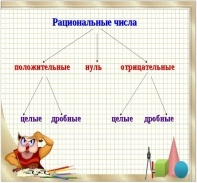 Рациональные числа
положительные нуль отрицательные
целые дробные целые дробные